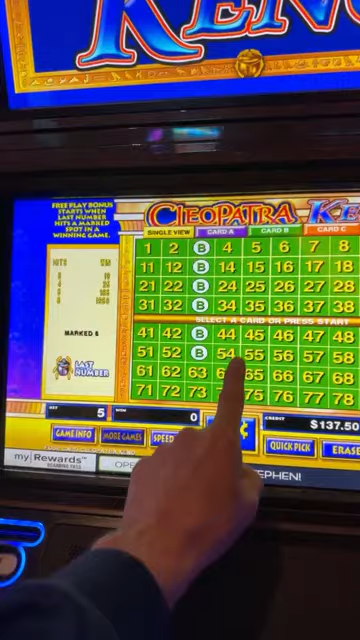 KENO
FREE PLAY BONUS
STARTS WHEN
LAST NUMBER
HITS A MARKED
SPOT IN A
WINNING GAME.
CLEOPATRA KE
SINGLE VIEW CARD A CARD B CARD C
1 2 B 4 5 6 7 8
11 12 B 14 15 16 17 18
21 22 B 24 25 26 27 28
31 32 B 34 35 36 37 38
SELECT A CARD OR PRESS START
41 42 B 44 45 46 47 48
51 52 B 54 55 56 57 58
61 62 63 65 66 67 68
71 72 73 75 76 77 78
HITS WIN
MARKED 6
LAST
NUMBER
BET 5 WIN 0 CREDIT $137.50
GAME INFO MORE GAMES SPEED QUICK PICK ERASE
my Rewards™
EPHEN!